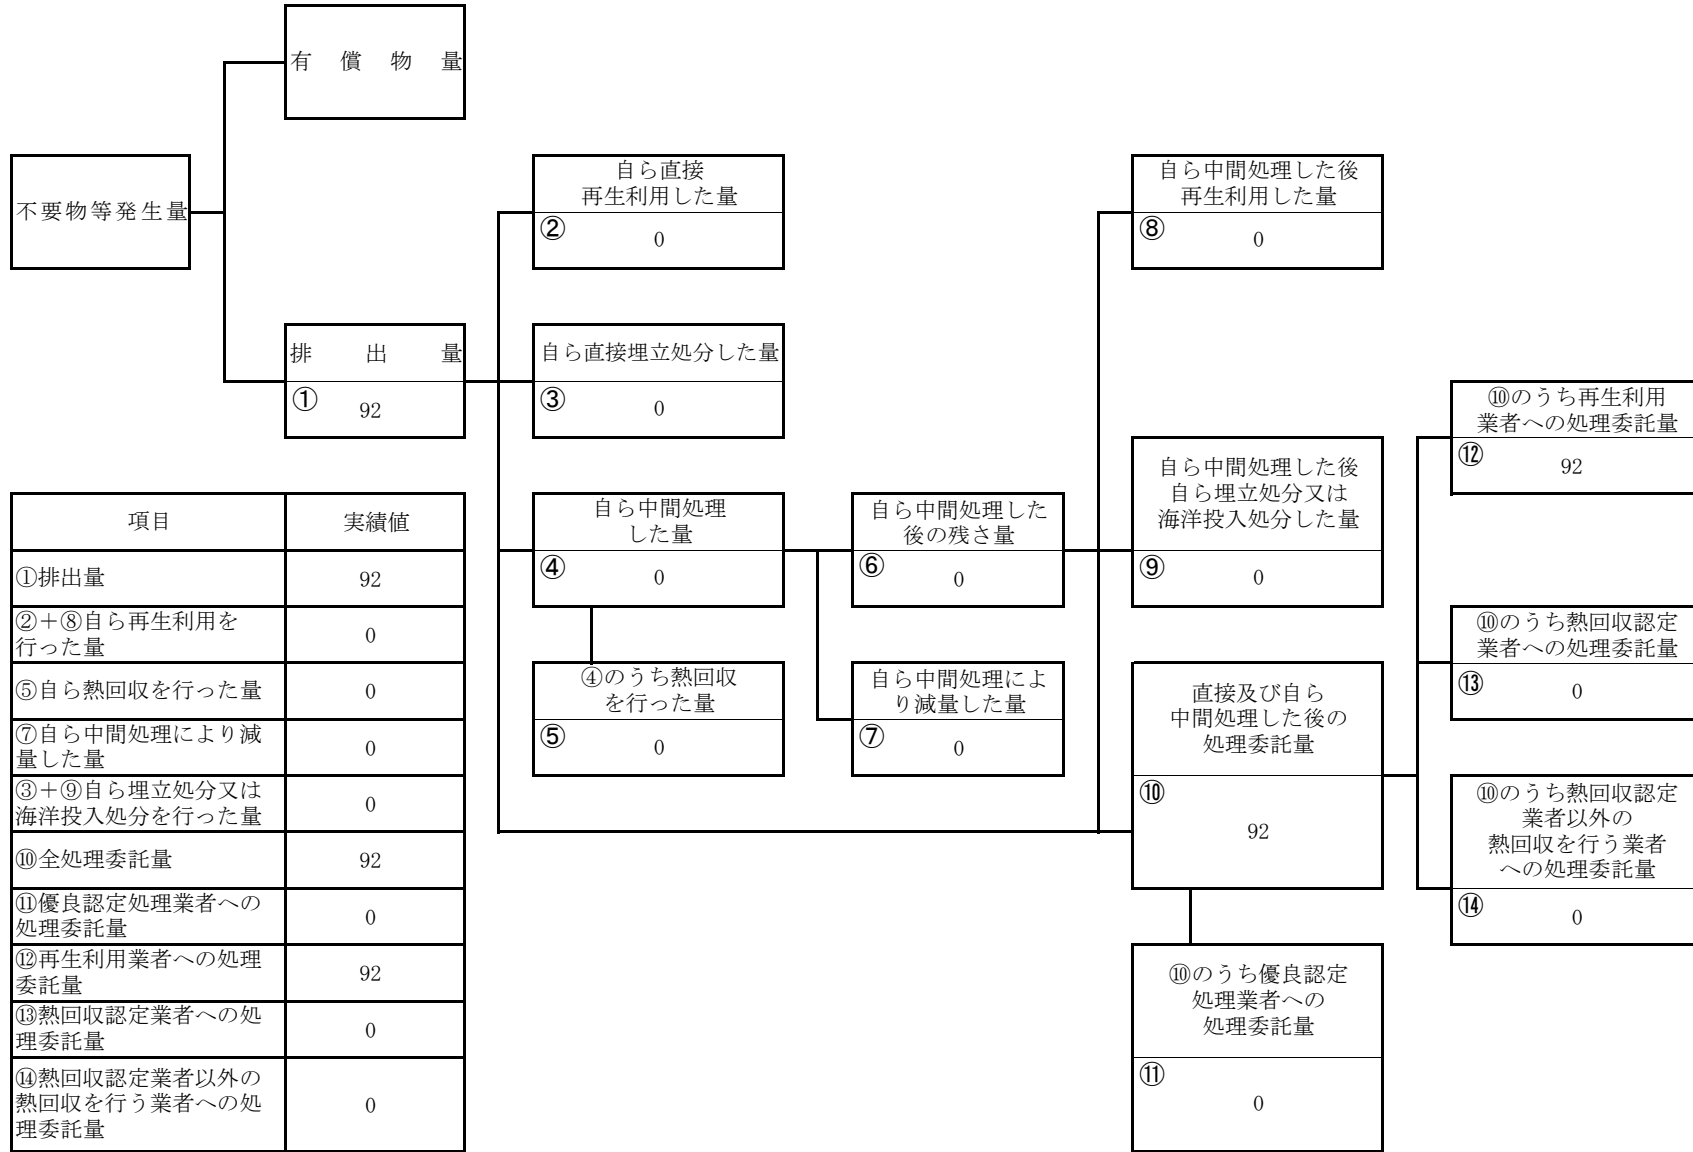 有償物量
不要物等発生量
自ら直接
再生利用した量
②
0
自ら中間処理した後
再生利用した量
⑧
0
排出量
①
92
自ら直接埋立処分した量
③
0
⑩のうち再生利用
業者への処理委託量
⑫
92
自ら中間処理
した量
④
0
自ら中間処理した
後の残さ量
⑥
0
自ら中間処理した後
自ら埋立処分又は
海洋投入処分した量
⑨
0
⑩のうち熱回収認定
業者への処理委託量
⑬
0
④のうち熱回収
を行った量
⑤
0
自ら中間処理によ
り減量した量
⑦
0
直接及び自ら
中間処理した後の
処理委託量
⑩
92
⑩のうち熱回収認定
業者以外の
熱回収を行う業者
への処理委託量
⑭
0
⑩のうち優良認定
処理業者への
処理委託量
⑪
0
項目 実績値
①排出量 92
②＋⑧自ら再生利用を
行った量 0
⑤自ら熱回収を行った量 0
⑦自ら中間処理により減
量した量 0
③＋⑨自ら埋立処分又は
海洋投入処分を行った量 0
⑩全処理委託量 92
⑪優良認定処理業者への
処理委託量 0
⑫再生利用業者への処理
委託量 92
⑬熱回収認定業者への処
理委託量 0
⑭熱回収認定業者以外の
熱回収を行う業者への処
理委託量 0